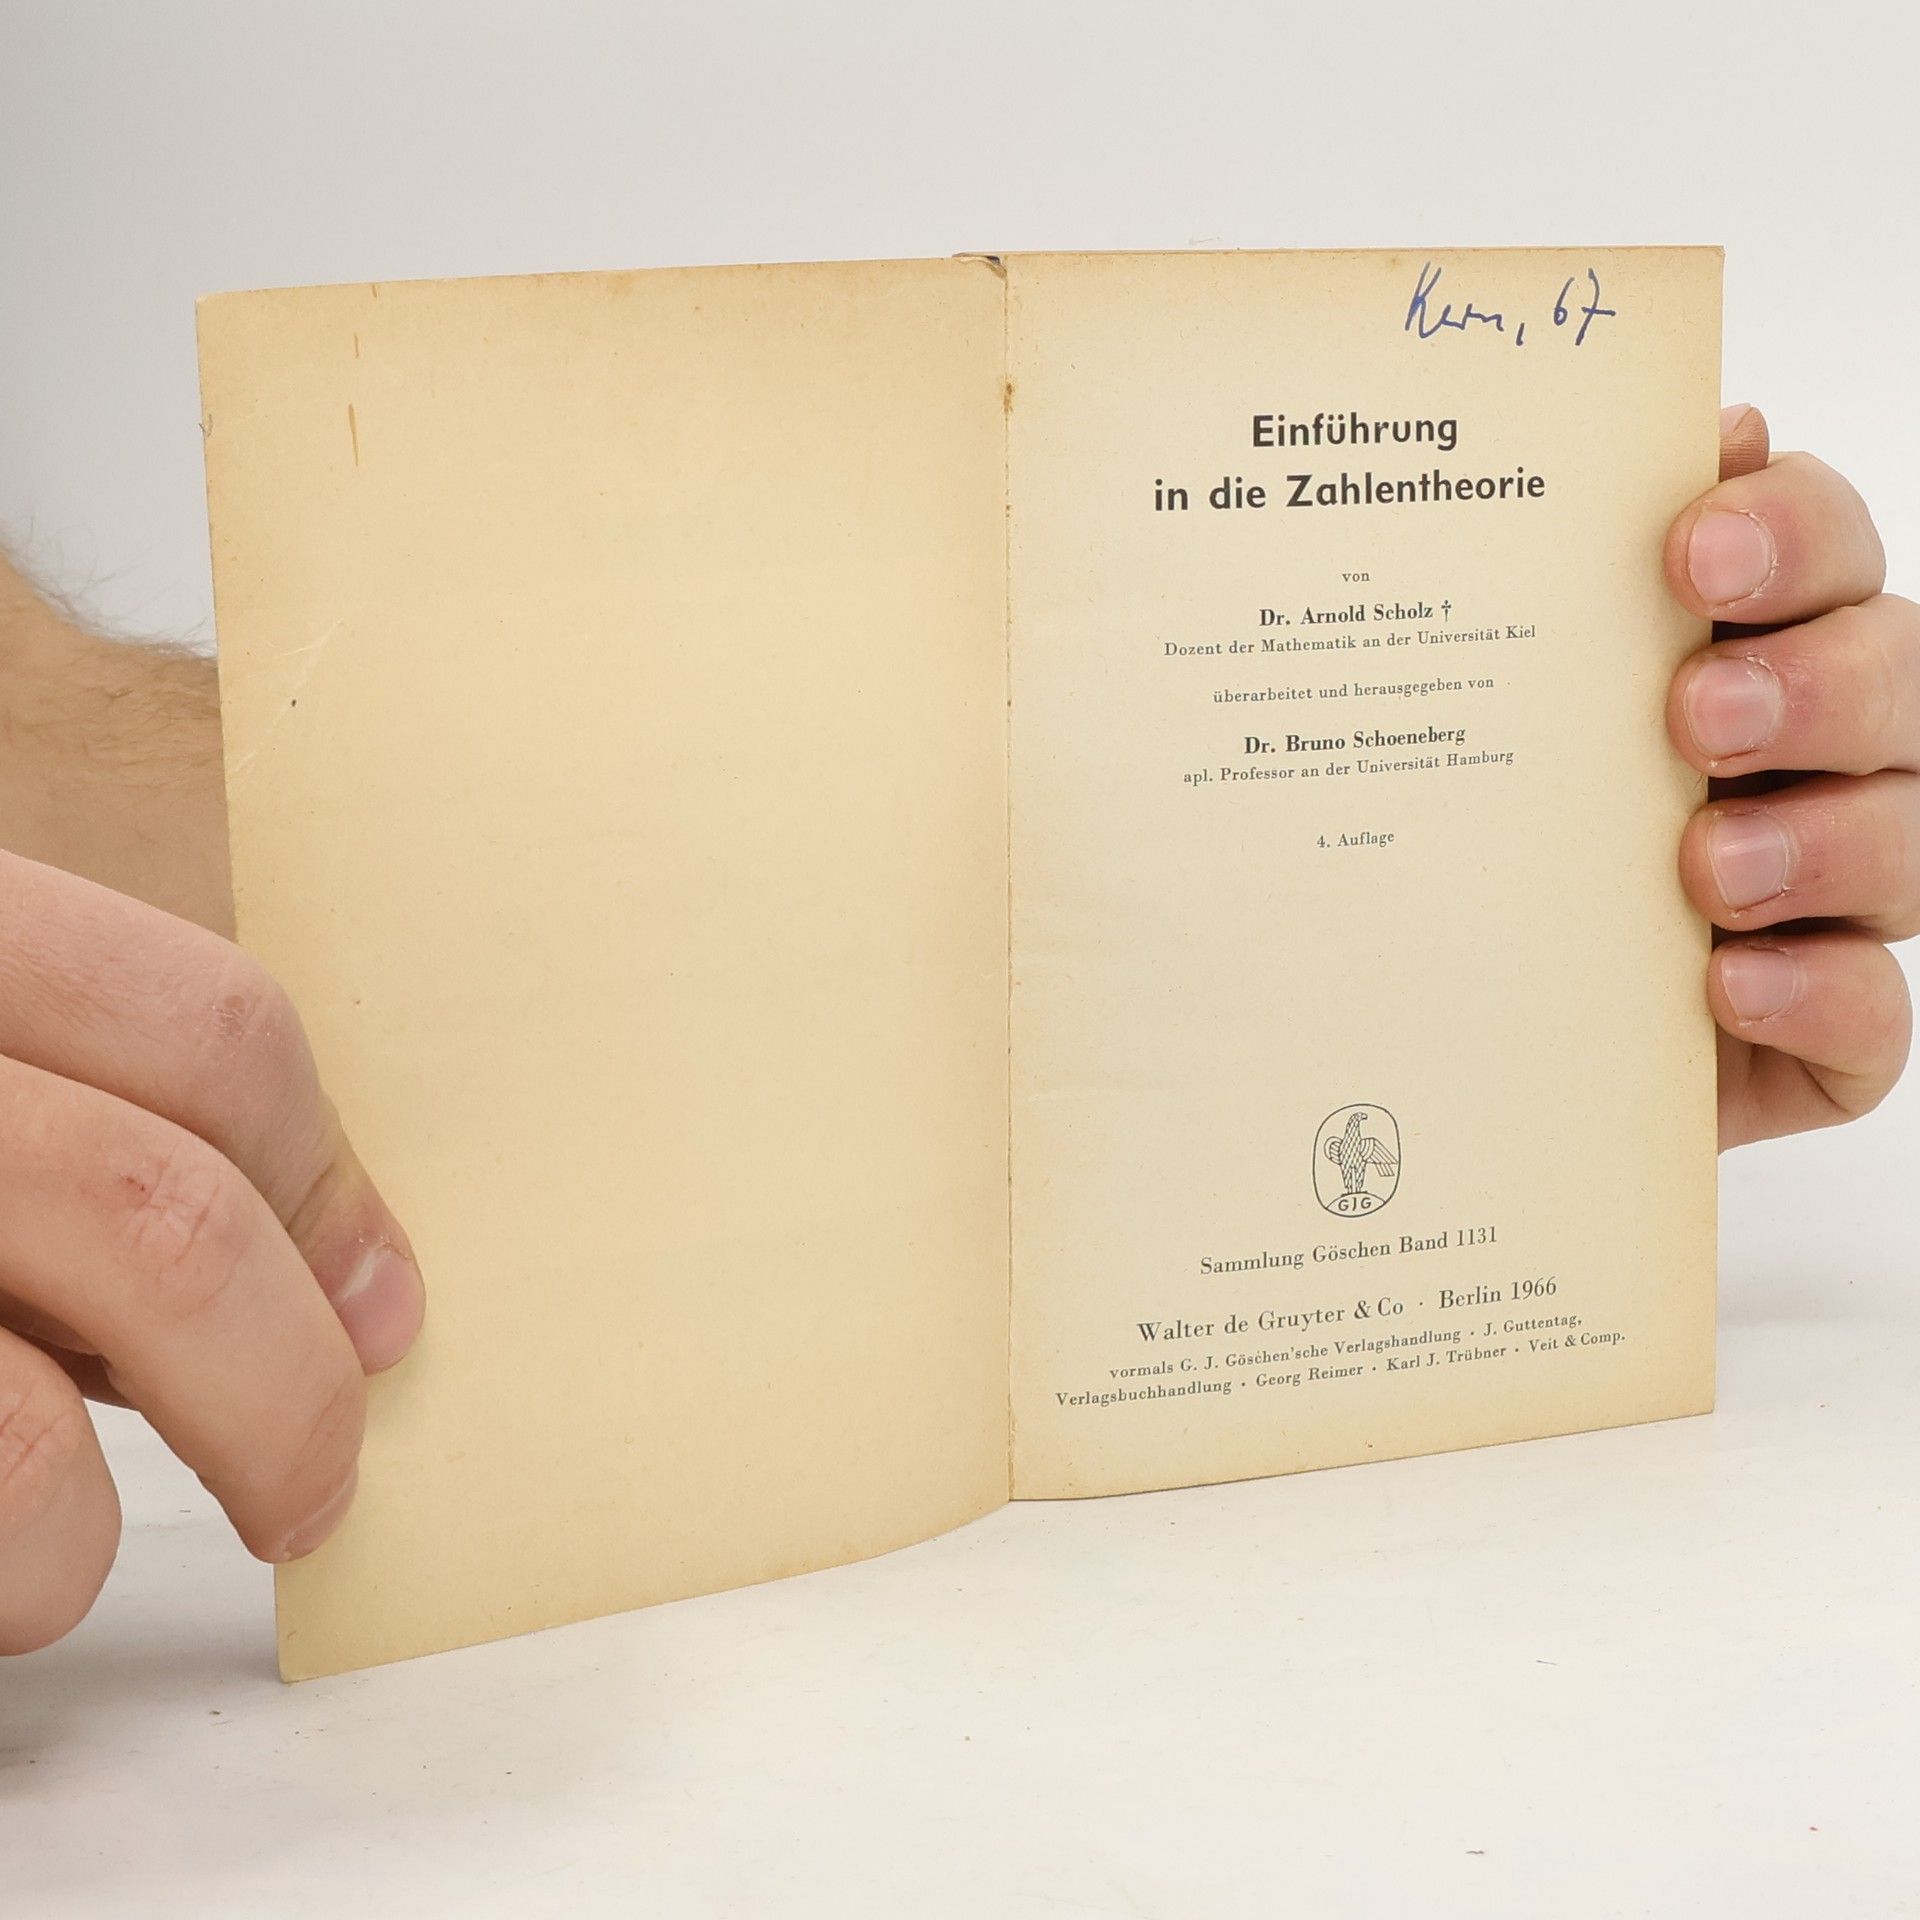 Kern, 67
Einführung
in die Zahlentheorie
von
Dr. Arnold Scholz †
Dozent der Mathematik an der Universität Kiel
überarbeitet und herausgegeben von
Dr. Bruno Schoeneberg
apl. Professor an der Universität Hamburg
4. Auflage
GJG
Sammlung Göschen Band 1131
Walter de Gruyter & Co · Berlin 1966
vormals G. J. Göschen'sche Verlagshandlung · J. Guttentag,
Verlagsbuchhandlung · Georg Reimer · Karl J. Trübner · Veit & Comp.